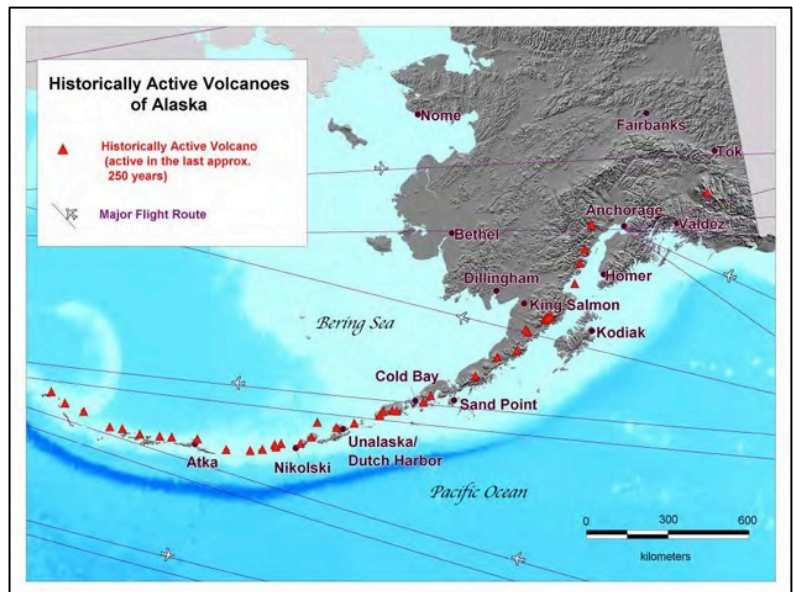 Historically Active Volcanoes
of Alaska
Historically Active Volcano
(active in the last approx.
250 years)
Major Flight Route
Nome
Fairbanks
Tok
Anchorage
Valdez
Bethel
Dillingham
Homer
King Salmon
Bering Sea
Kodiak
Cold Bay
Sand Point
Unalaska/
Dutch Harbor
Atka
Nikolski
Pacific Ocean
0 300 600
kilometers